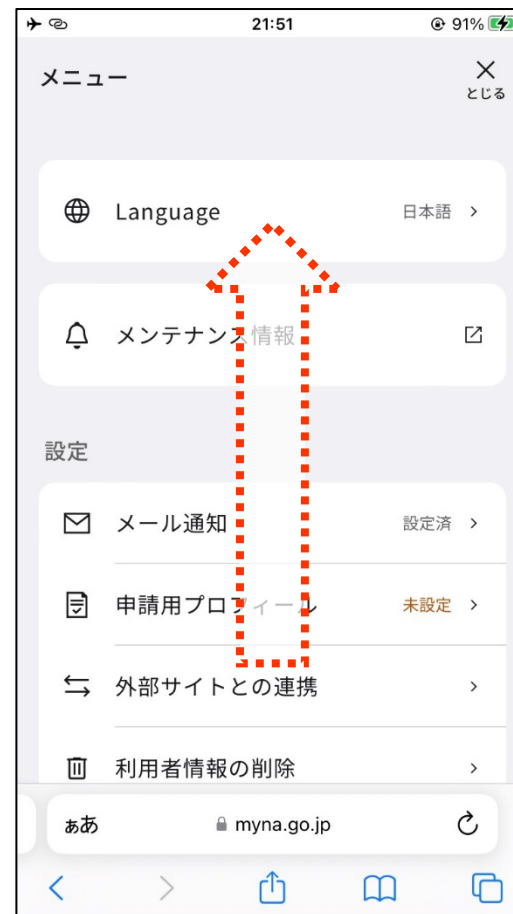 21:51
91%
メニュー
とじる
Language 日本語
メンテナンス情報
設定
メール通知 設定済
申請用プロフィール 未設定
外部サイトとの連携
利用者情報の削除
ぁあ myna.go.jp